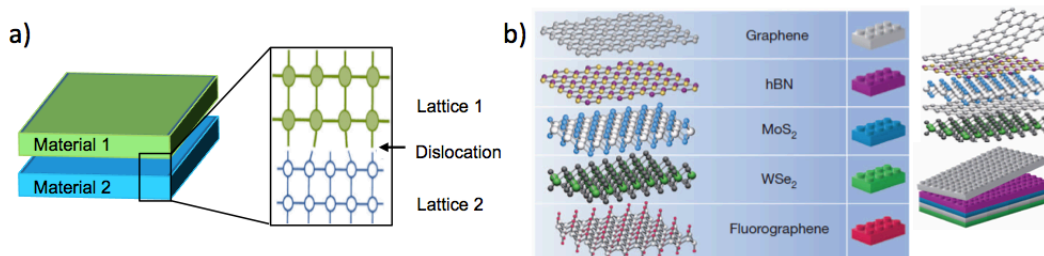 a)
Material 1
Material 2
Lattice 1
Dislocation
Lattice 2
b)
Graphene
hBN
MoS₂
WSe₂
Fluorographene